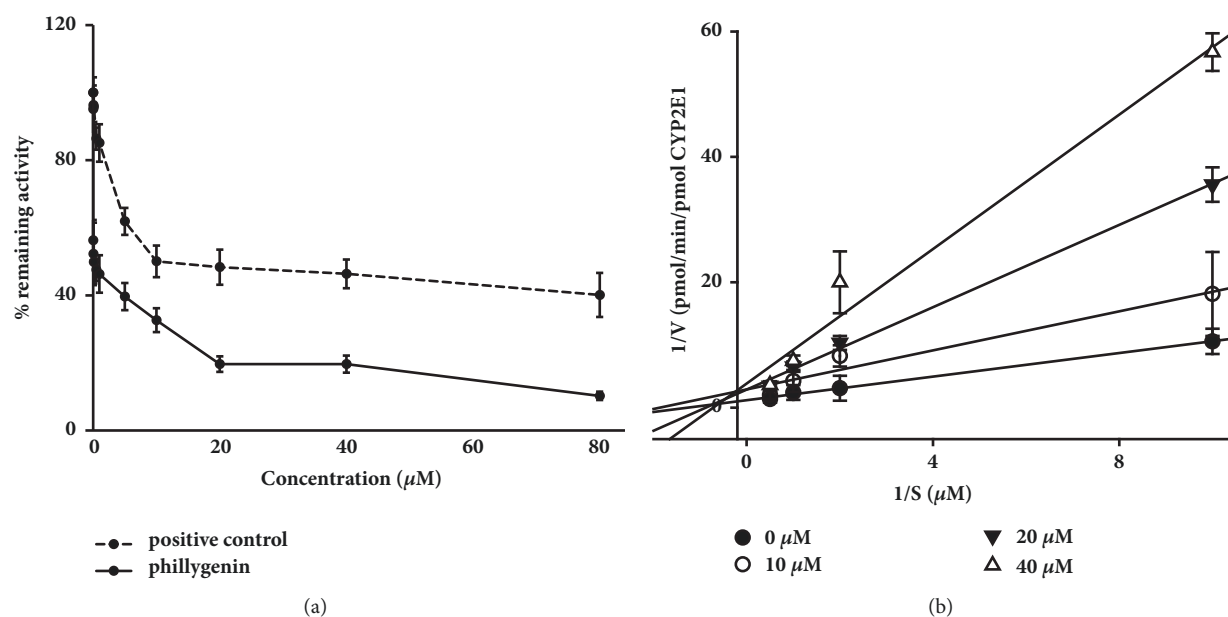 120
80
40
0
% remaining activity
0
20
40
60
80
Concentration (μM)
positive control
phillygenin
(a)
60
40
20
0
1/V (pmol/min/pmol CYP2E1
0
4
8
1/S (μM)
0 μM
10 μM
20 μM
40 μM
(b)